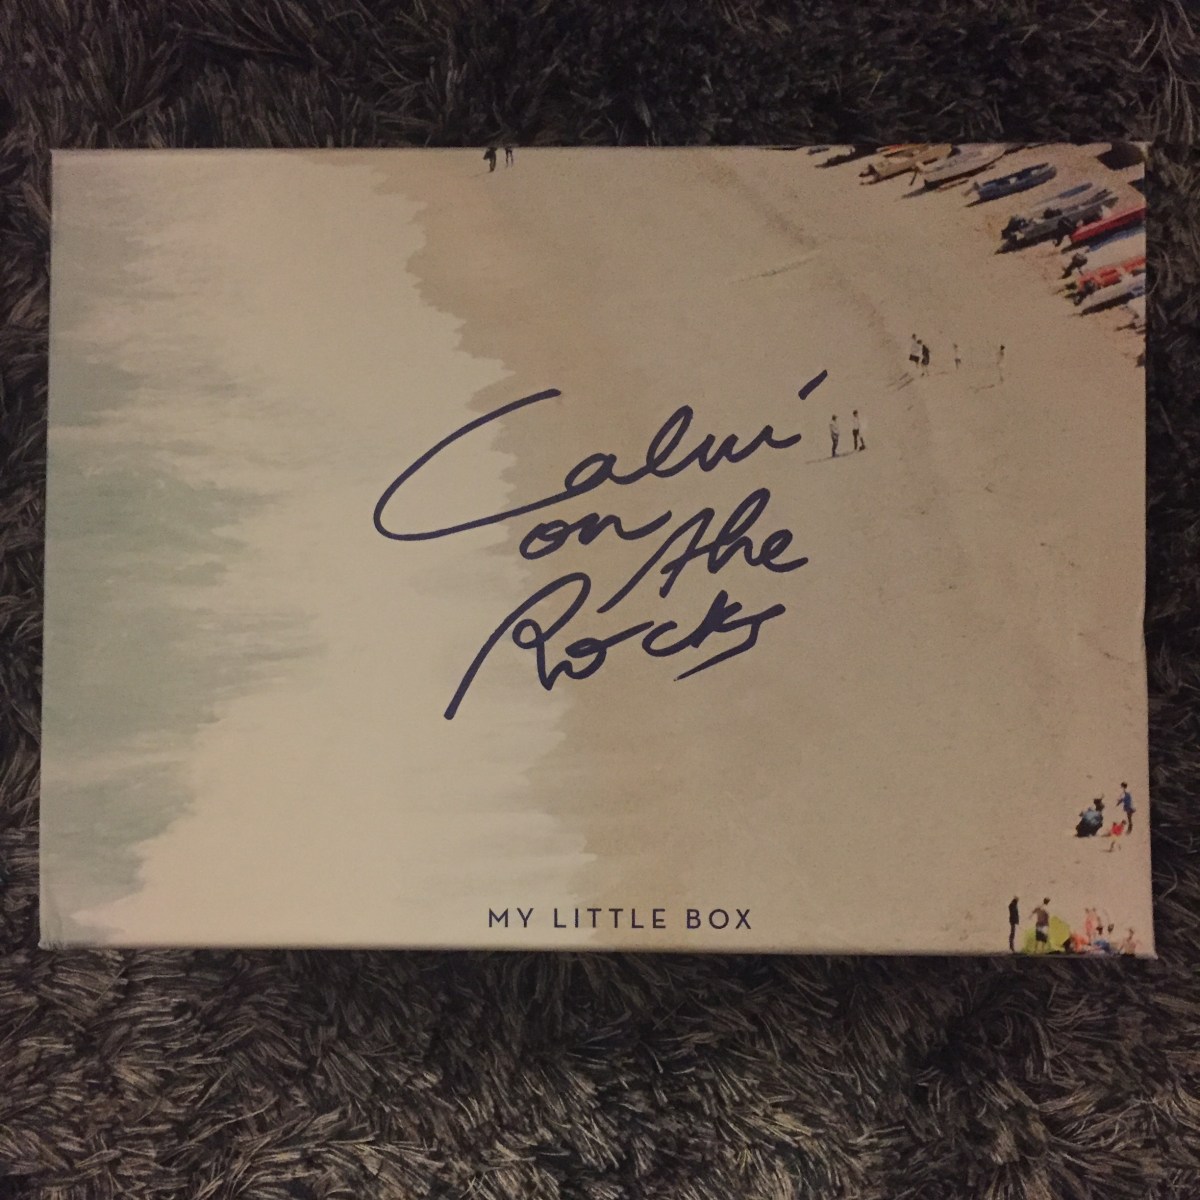 Calvi
on the
Rocks
MY LITTLE BOX